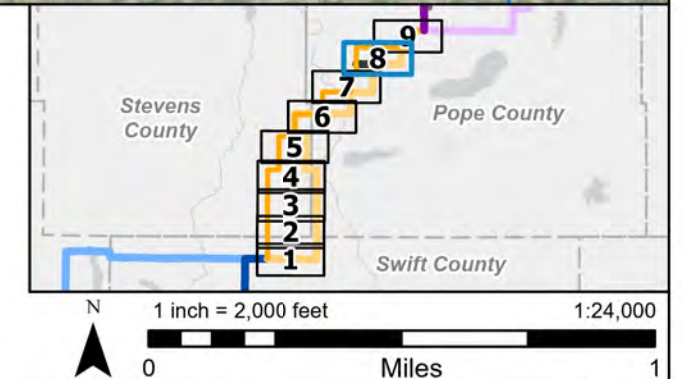 9
8
7
Stevens
County
Pope County
6
5
4
3
2
1
Swift County
N
1 inch = 2,000 feet 1:24,000
0 Miles 1